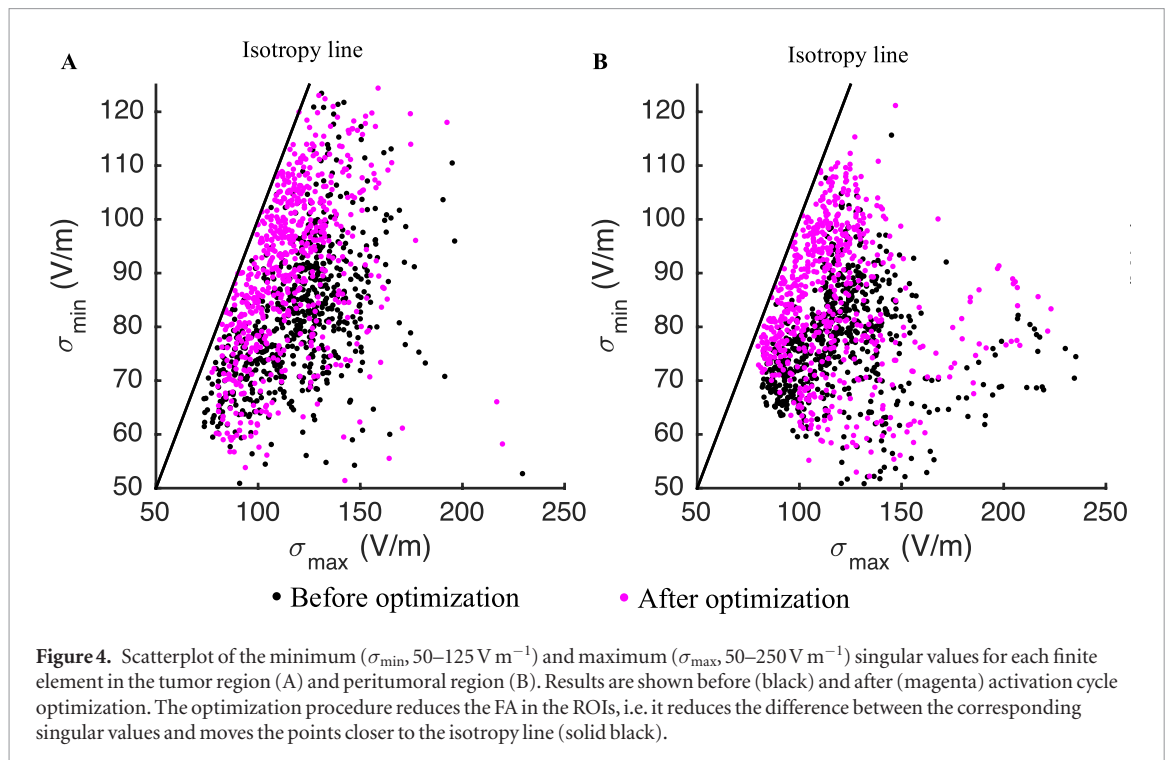 Isotropy line
Isotropy line
A
B
120
110
100
90
80
70
60
50
σmin (V/m)
50
100
150
200
250
σmax (V/m)
120
110
100
90
80
70
60
50
σmin (V/m)
50
100
150
200
250
σmax (V/m)
• Before optimization
• After optimization
Figure 4. Scatterplot of the minimum (σmin, 50–125 V m−1) and maximum (σmax, 50–250 V m−1) singular values for each finite
element in the tumor region (A) and peritumoral region (B). Results are shown before (black) and after (magenta) activation cycle
optimization. The optimization procedure reduces the FA in the ROIs, i.e. it reduces the difference between the corresponding
singular values and moves the points closer to the isotropy line (solid black).